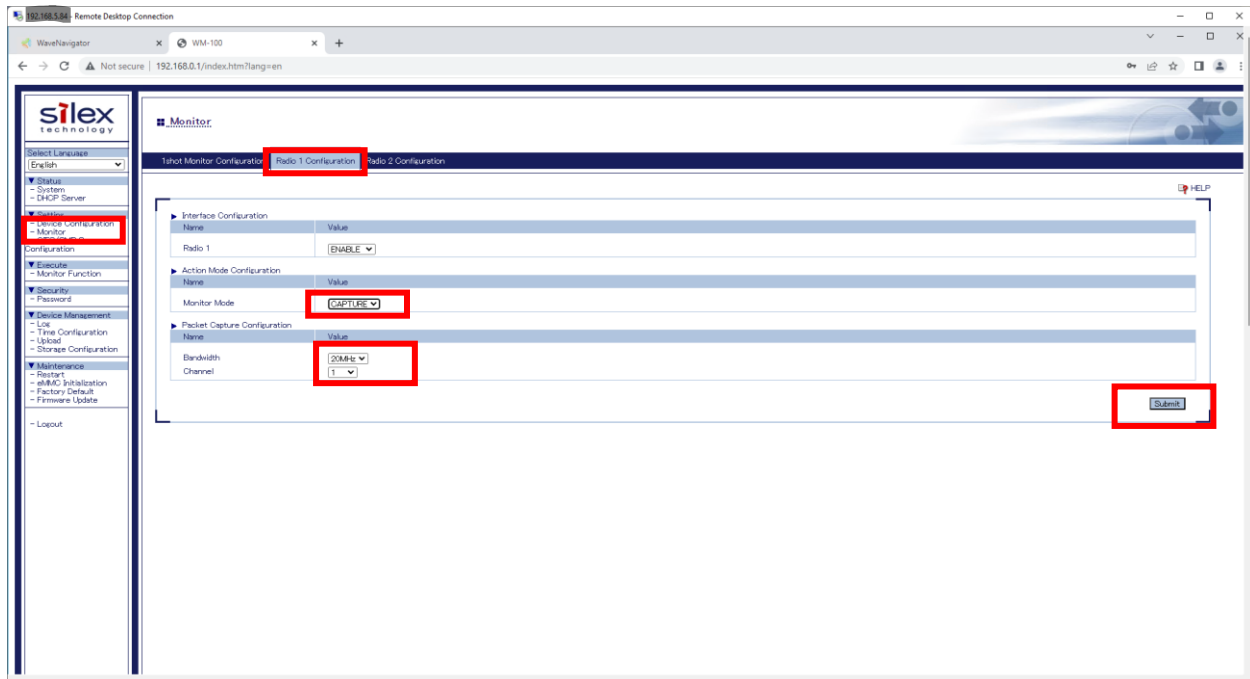 192.168.5.84 - Remote Desktop Connection
WaveNavigator
WM-100
Not secure | 192.168.0.1/index.htm?lang=en
silex
technology
Monitor
Select Language
English
1shot Monitor Configuration Radio 1 Configuration Radio 2 Configuration
▼ Status
- System
- DHCP Server
HELP
▼ Setting
- Device Configuration
- Monitor
Configuration
▼ Execute
- Monitor Function
▼ Security
- Password
▼ Device Management
- Log
- Time Configuration
- Upload
- Storage Configuration
▼ Maintenance
- Restart
- eMMC Initialization
- Factory Default
- Firmware Update
- Logout
Interface Configuration
Name Value
Radio 1 ENABLE
Action Mode Configuration
Name Value
Monitor Mode CAPTURE
Packet Capture Configuration
Name Value
Bandwidth 20MHz
Channel 1
Submit